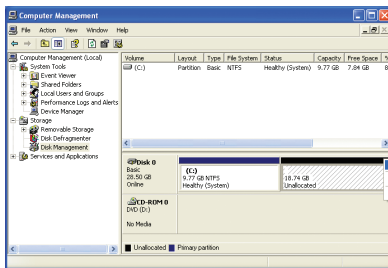 Computer Management
File Action View Window Help
Computer Management (Local)
System Tools
Event Viewer
Shared Folders
Local Users and Groups
Performance Logs and Alerts
Device Manager
Storage
Removable Storage
Disk Defragmenter
Disk Management
Services and Applications
Volume Layout Type File System Status Capacity Free Space %
(C:) Partition Basic NTFS Healthy (System) 9.77 GB 7.84 GB 8
Disk 0
Basic
28.50 GB
Online
(C:)
9.77 GB NTFS
Healthy (System)
18.74 GB
Unallocated
CD-ROM 0
DVD (D:)
No Media
Unallocated Primary partition